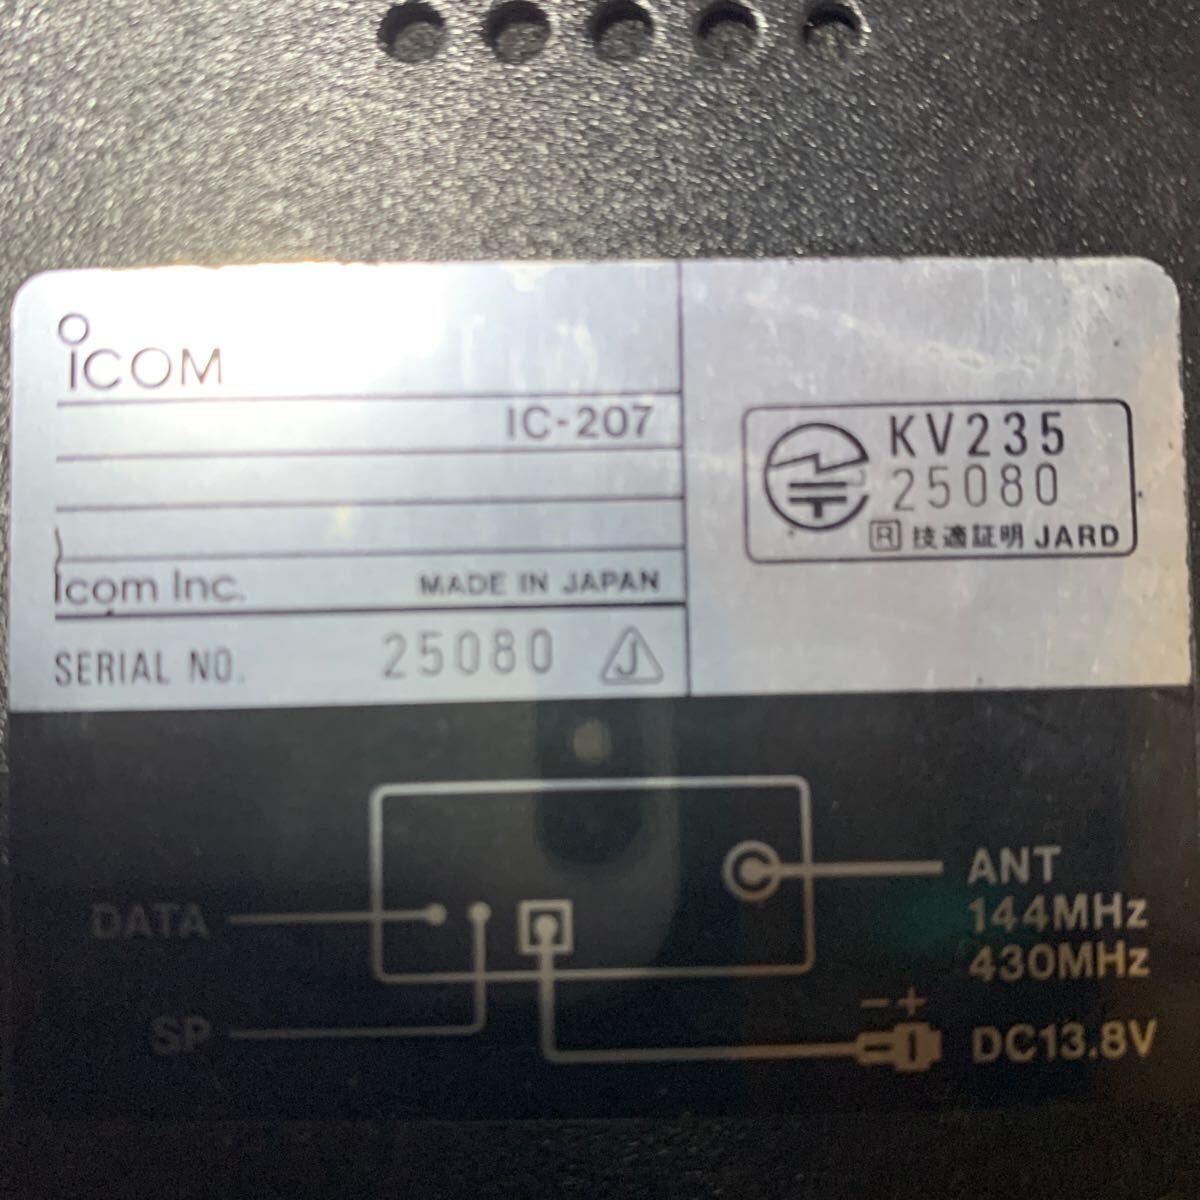 iCOM
IC-207
Icom Inc. MADE IN JAPAN
SERIAL NO. 25080 J
KV235
25080
R 技適証明 JARD
ANT
144MHz
430MHz
DATA
SP
- +
DC13.8V